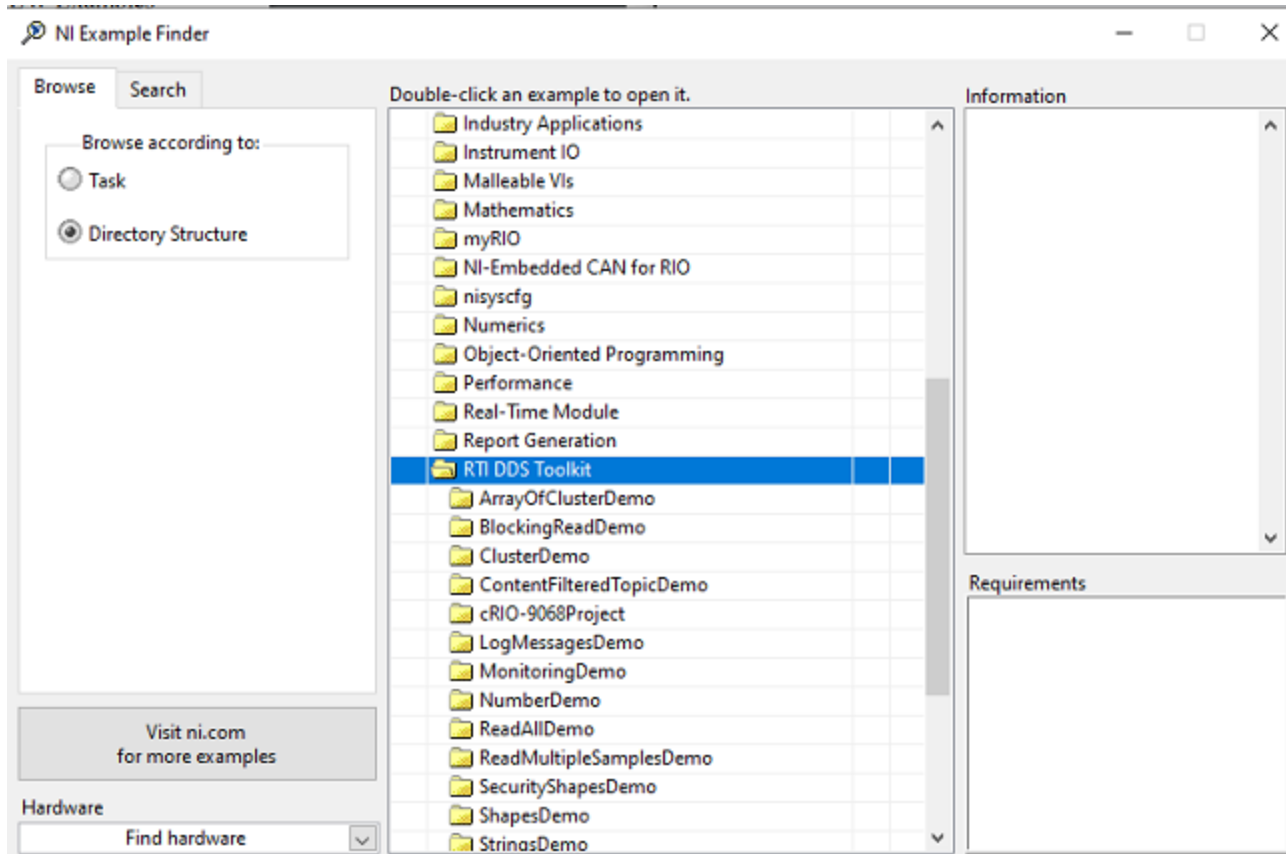 NI Example Finder
Browse
Search
Browse according to:
Task
Directory Structure
Visit ni.com
for more examples
Hardware
Find hardware
Double-click an example to open it.
Industry Applications
Instrument IO
Malleable VIs
Mathematics
myRIO
NI-Embedded CAN for RIO
nisyscfg
Numerics
Object-Oriented Programming
Performance
Real-Time Module
Report Generation
RTI DDS Toolkit
ArrayOfClusterDemo
BlockingReadDemo
ClusterDemo
ContentFilteredTopicDemo
cRIO-9068Project
LogMessagesDemo
MonitoringDemo
NumberDemo
ReadAllDemo
ReadMultipleSamplesDemo
SecurityShapesDemo
ShapesDemo
StringsDemo
Information
Requirements